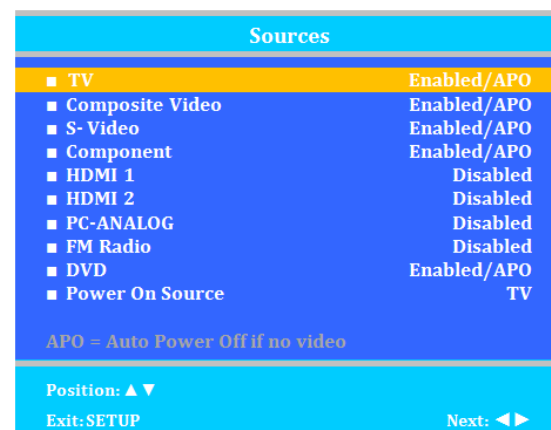 Sources
■ TV Enabled/APO
■ Composite Video Enabled/APO
■ S- Video Enabled/APO
■ Component Enabled/APO
■ HDMI 1 Disabled
■ HDMI 2 Disabled
■ PC-ANALOG Disabled
■ FM Radio Disabled
■ DVD Enabled/APO
■ Power On Source TV
APO = Auto Power Off if no video
Position: ▲ ▼
Exit: SETUP Next: ◀ ▶